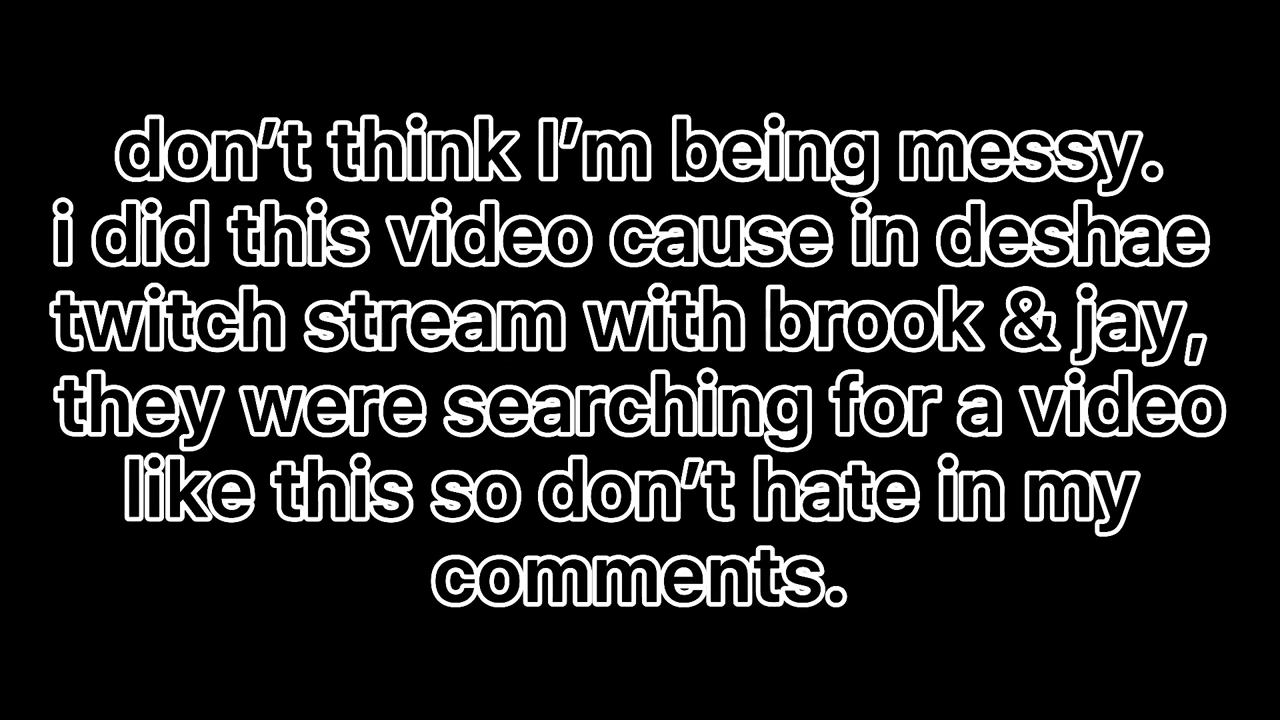 don't think I'm being messy.
i did this video cause in deshae
twitch stream with brook & jay,
they were searching for a video
like this so don't hate in my
comments.